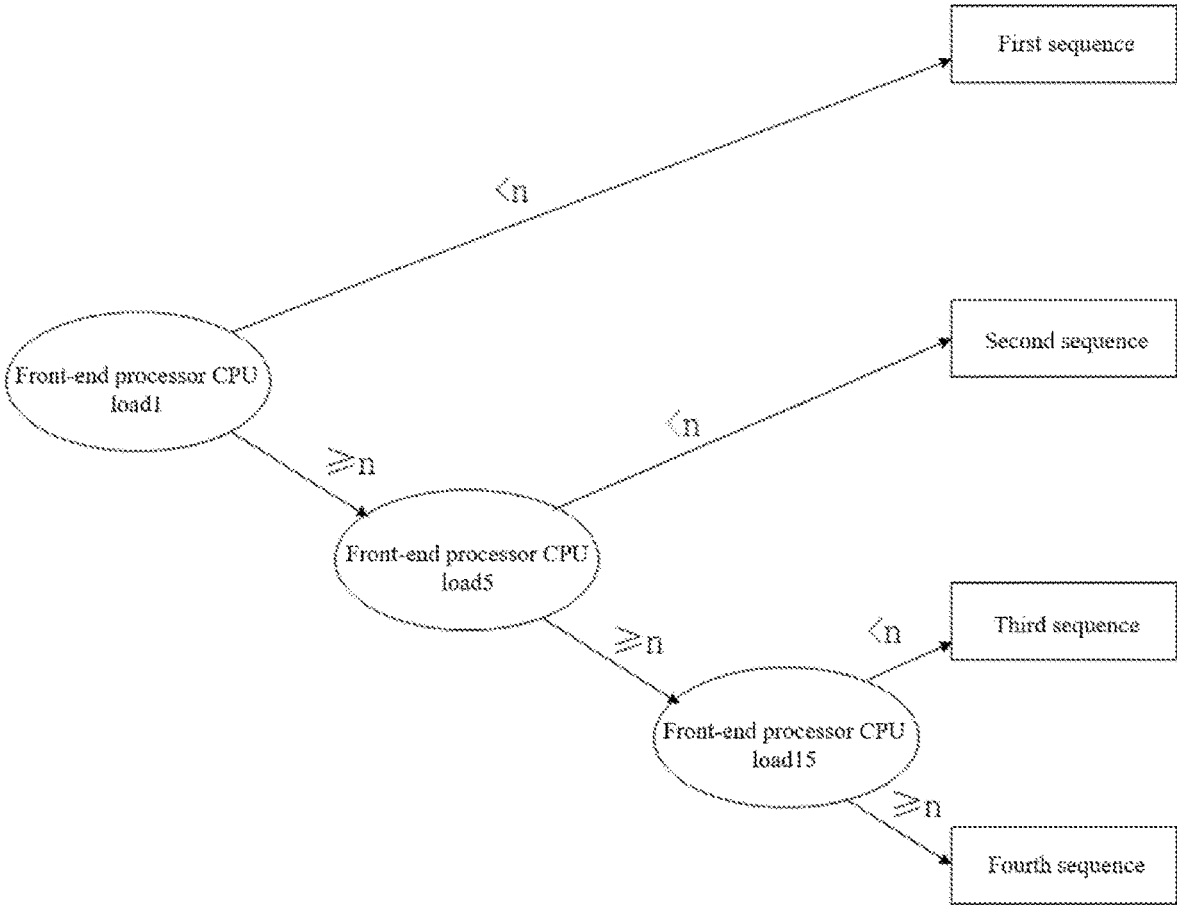 First sequence
<n
Second sequence
Front-end processor CPU
load1
<n
≥n
Front-end processor CPU
load5
Third sequence
<n
≥n
Front-end processor CPU
load15
≥n
Fourth sequence